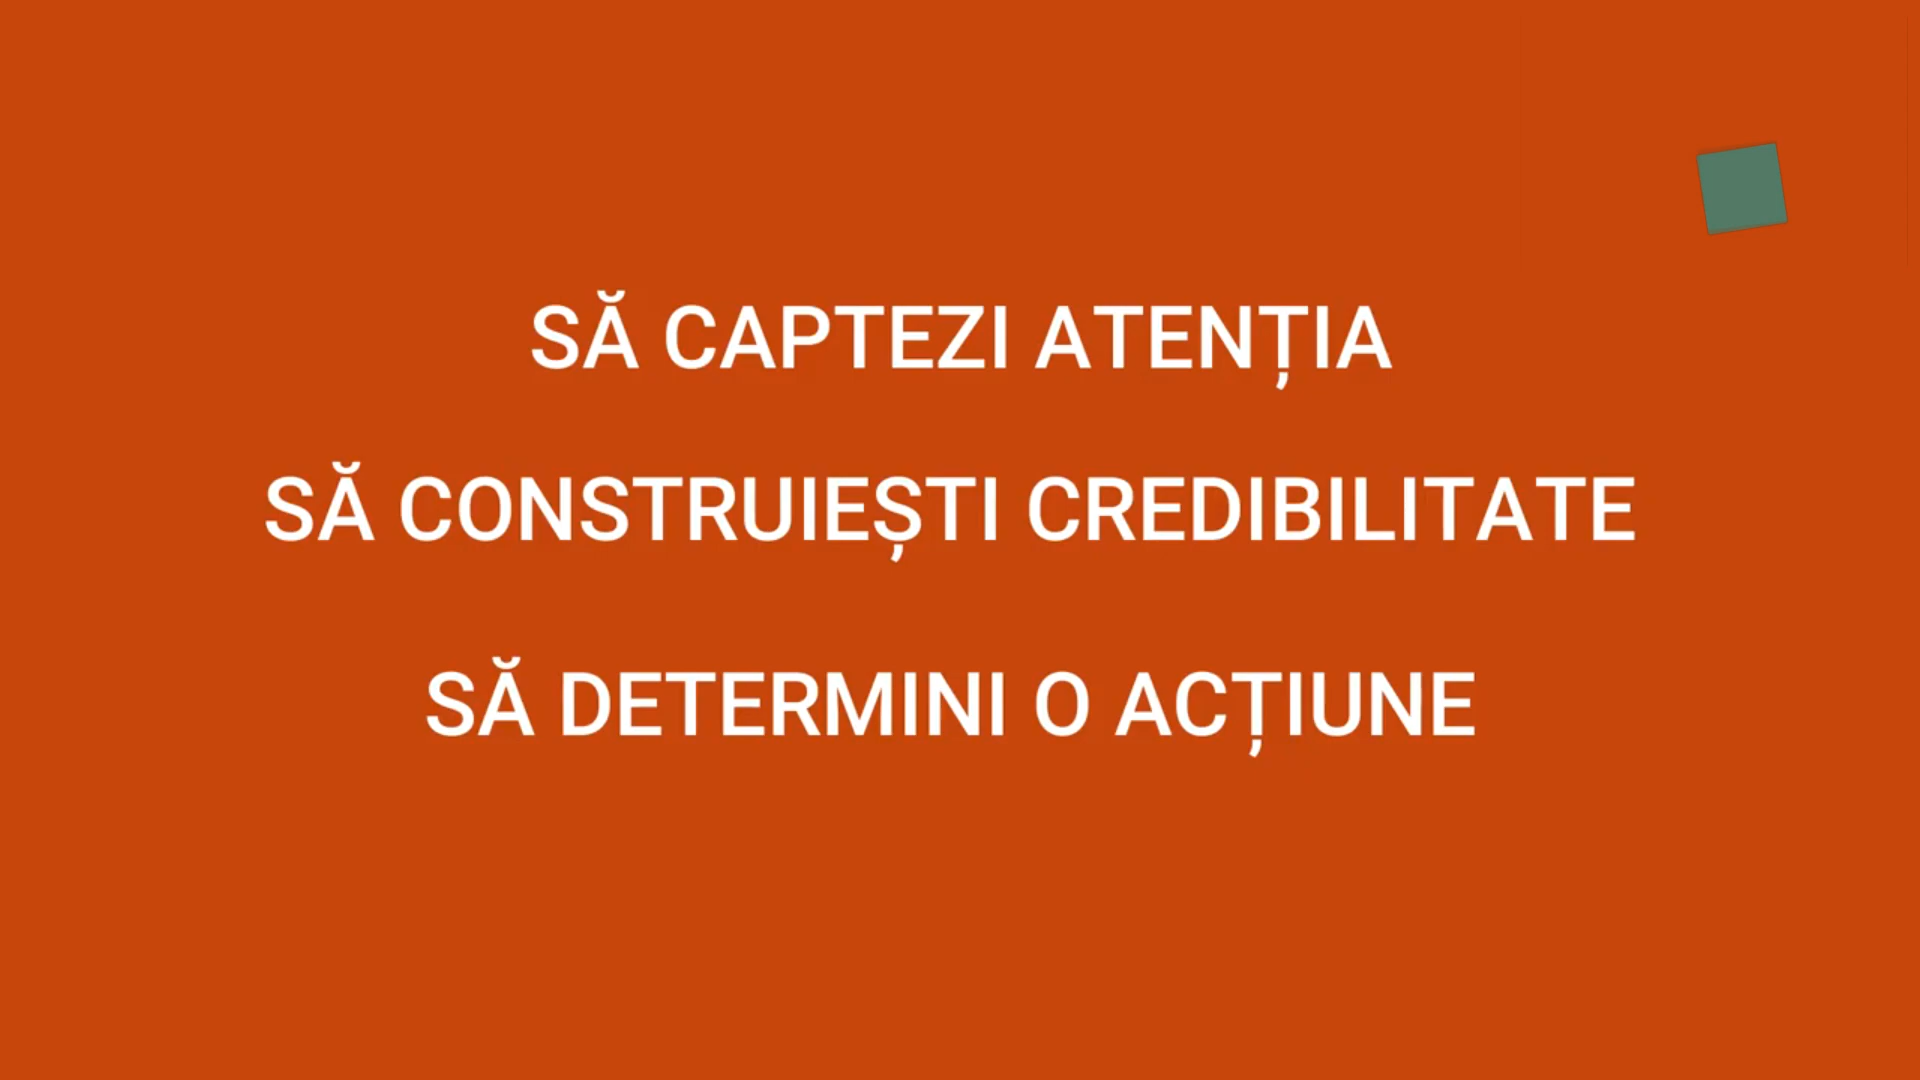 SĂ CAPTEZI ATENȚIA
SĂ CONSTRUIEȘTI CREDIBILITATE
SĂ DETERMINI O ACȚIUNE